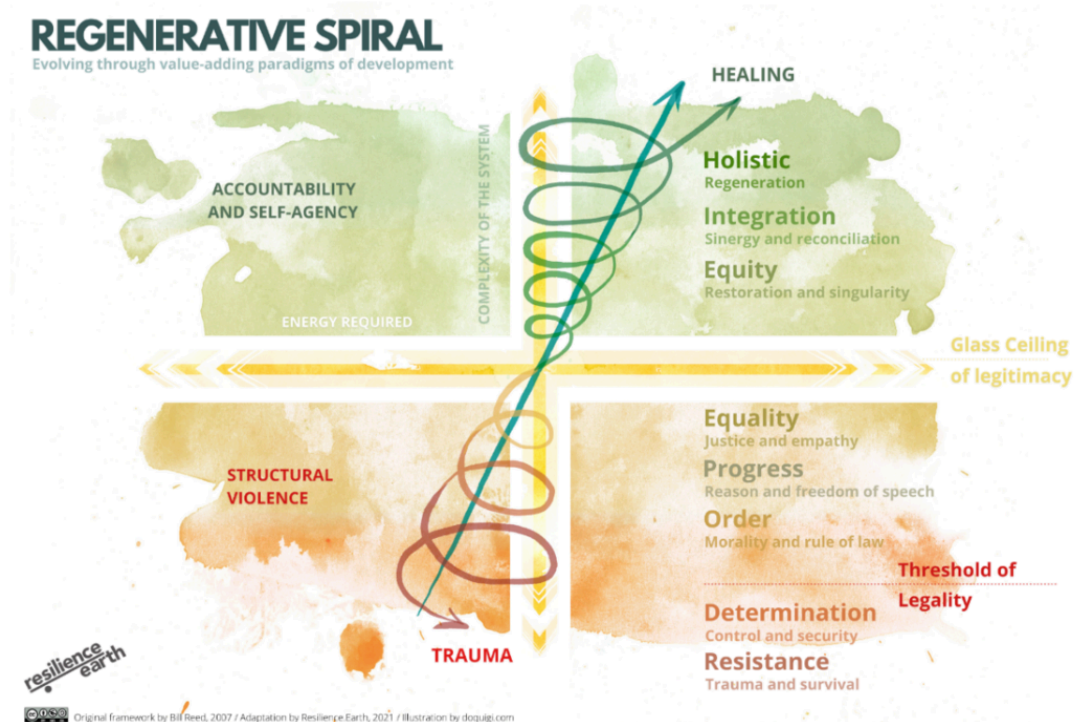 REGENERATIVE SPIRAL
Evolving through value-adding paradigms of development
HEALING
COMPLEXITY OF THE SYSTEM
ACCOUNTABILITY
AND SELF-AGENCY
ENERGY REQUIRED
Holistic
Regeneration
Integration
Sinergy and reconciliation
Equity
Restoration and singularity
Glass Ceiling
of legitimacy
Equality
Justice and empathy
Progress
Reason and freedom of speech
Order
Morality and rule of law
STRUCTURAL
VIOLENCE
Threshold of
Legality
Determination
Control and security
Resistance
Trauma and survival
TRAUMA
resilience
earth
Original framework by Bill Reed, 2007 / Adaptation by Resilience.Earth, 2021 / Illustration by doquigi.com